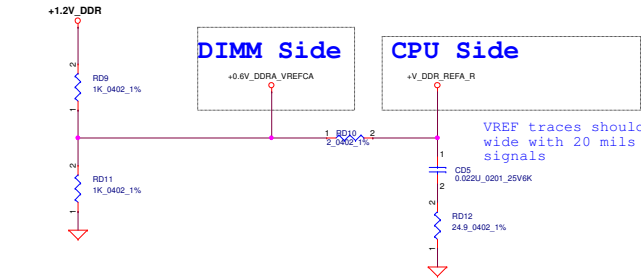 +1.2V_DDR
DIMM Side
CPU Side
+0.6V_DDRA_VREFCA
+V_DDR_REFA_R
2
RD9
1K_0402_1%
1
1 RD10 2
2_0402_1%
VREF traces should
wide with 20 mils
signals
2
RD11
1K_0402_1%
1
1
CD5
0.022U_0201_25V6K
2
2
RD12
24.9_0402_1%
1